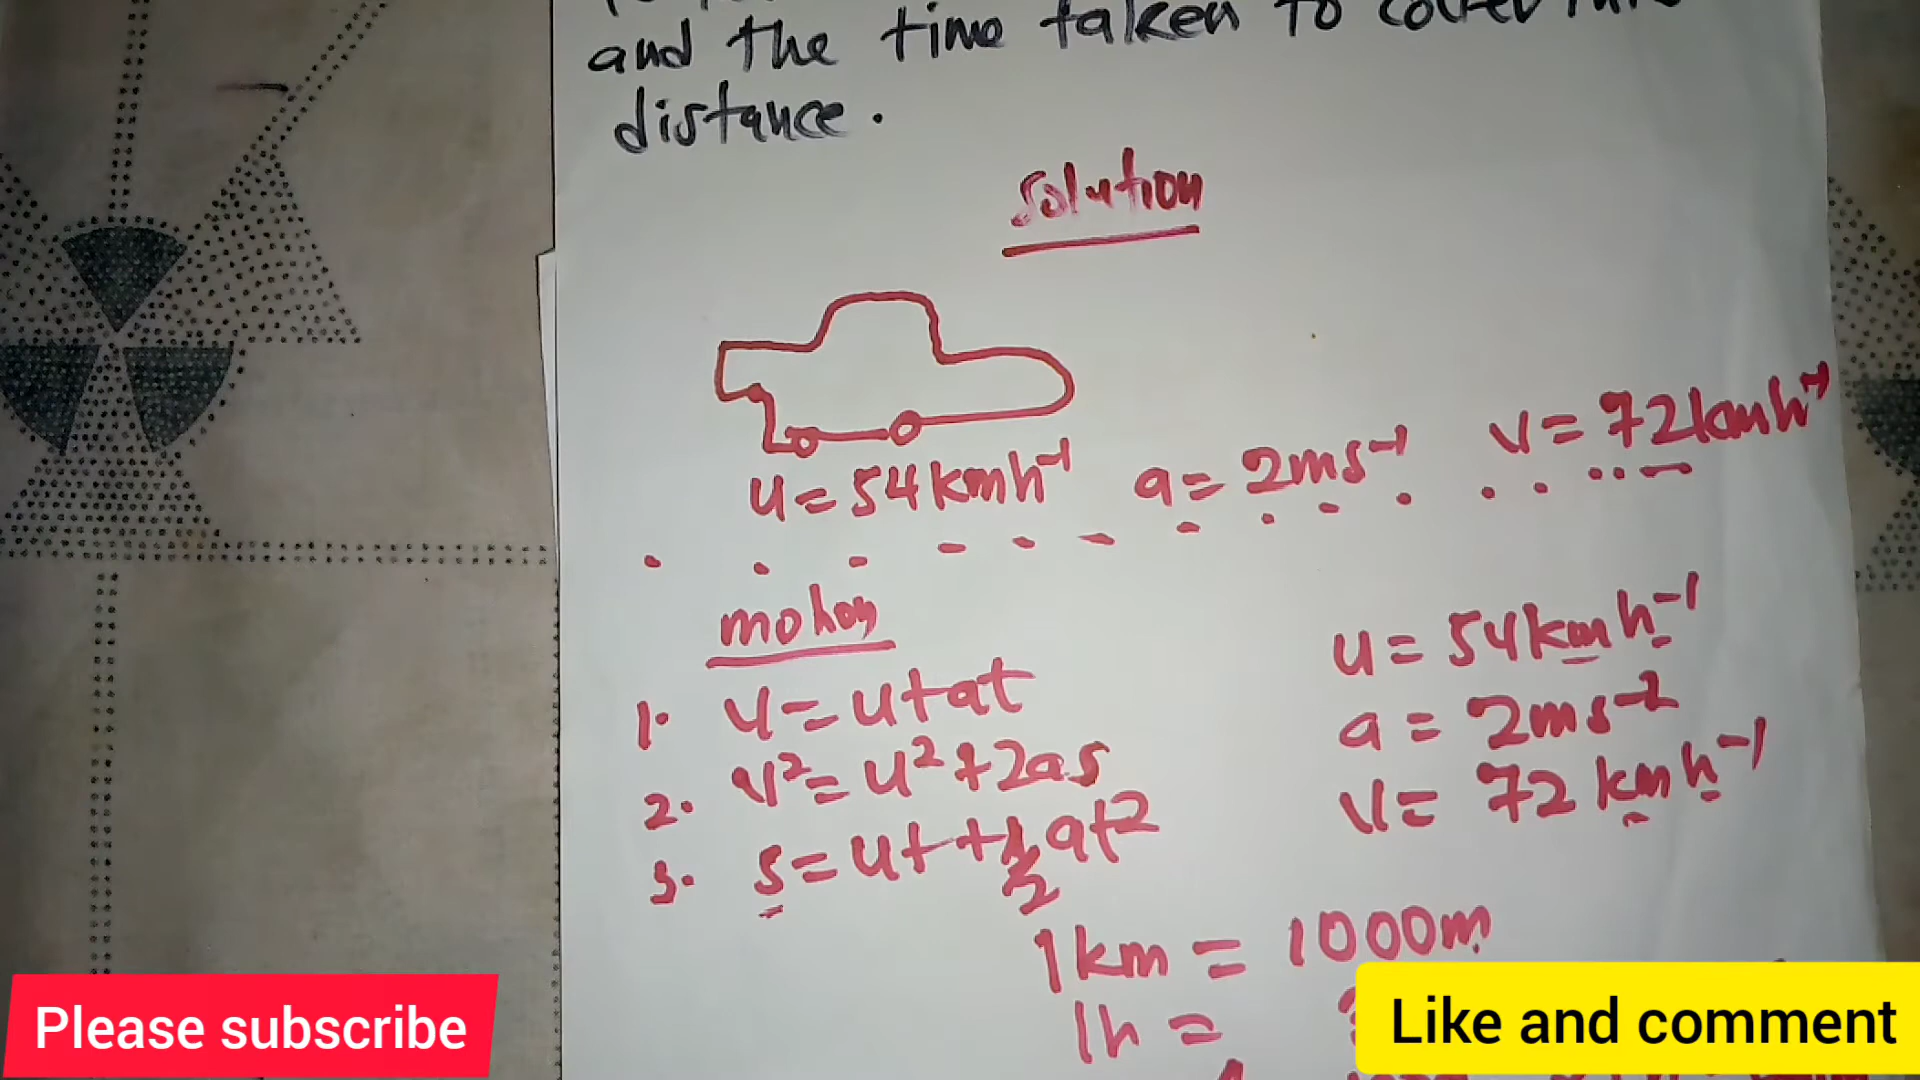 and the time taken to cover
distance.
Solution
u = 54kmh⁻¹ a = 2ms⁻¹ v = 72kmh⁻¹
motion
1. v = u + at
2. v² = u² + 2as
3. s = ut + ½at²
u = 54kmh⁻¹
a = 2ms⁻²
v = 72kmh⁻¹
1km = 1000m
1h =
Please subscribe
Like and comment